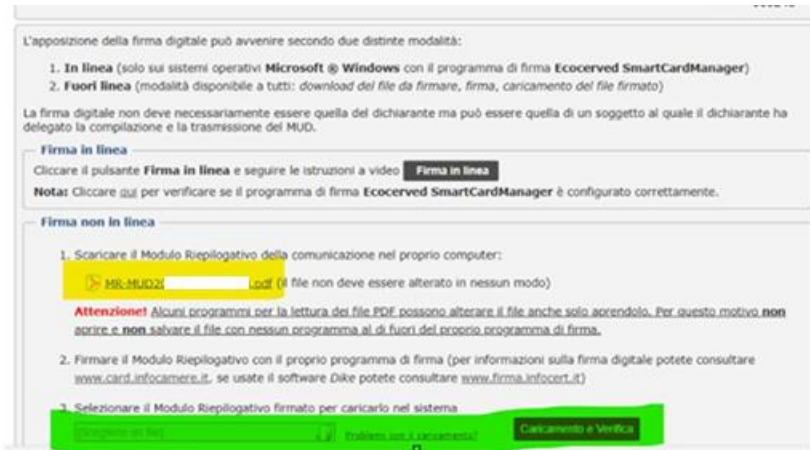 L'apposizione della firma digitale può avvenire secondo due distinte modalità:
1. In linea (solo sui sistemi operativi Microsoft ® Windows con il programma di firma Ecocerved SmartCardManager)
2. Fuori linea (modalità disponibile a tutti: download del file da firmare, firma, caricamento del file firmato)
La firma digitale non deve necessariamente essere quella del dichiarante ma può essere quella di un soggetto al quale il dichiarante ha
delegato la compilazione e la trasmissione del MUD.
Firma in linea
Cliccare il pulsante Firma in linea e seguire le istruzioni a video Firma in linea
Nota: Cliccare qui per verificare se il programma di firma Ecocerved SmartCardManager è configurato correttamente.
Firma non in linea
1. Scaricare il Modulo Riepilogativo della comunicazione nel proprio computer:
MR-MUD20 .pdf (il file non deve essere alterato in nessun modo)
Attenzione! Alcuni programmi per la lettura dei file PDF possono alterare il file anche solo aprendolo. Per questo motivo non
aprire e non salvare il file con nessun programma al di fuori del proprio programma di firma.
2. Firmare il Modulo Riepilogativo con il proprio programma di firma (per informazioni sulla firma digitale potete consultare
www.card.infocamere.it, se usate il software Dike potete consultare www.firma.infocert.it)
3. Selezionare il Modulo Riepilogativo firmato per caricarlo nel sistema
Problemi con il caricamento? Caricamento e Verifica